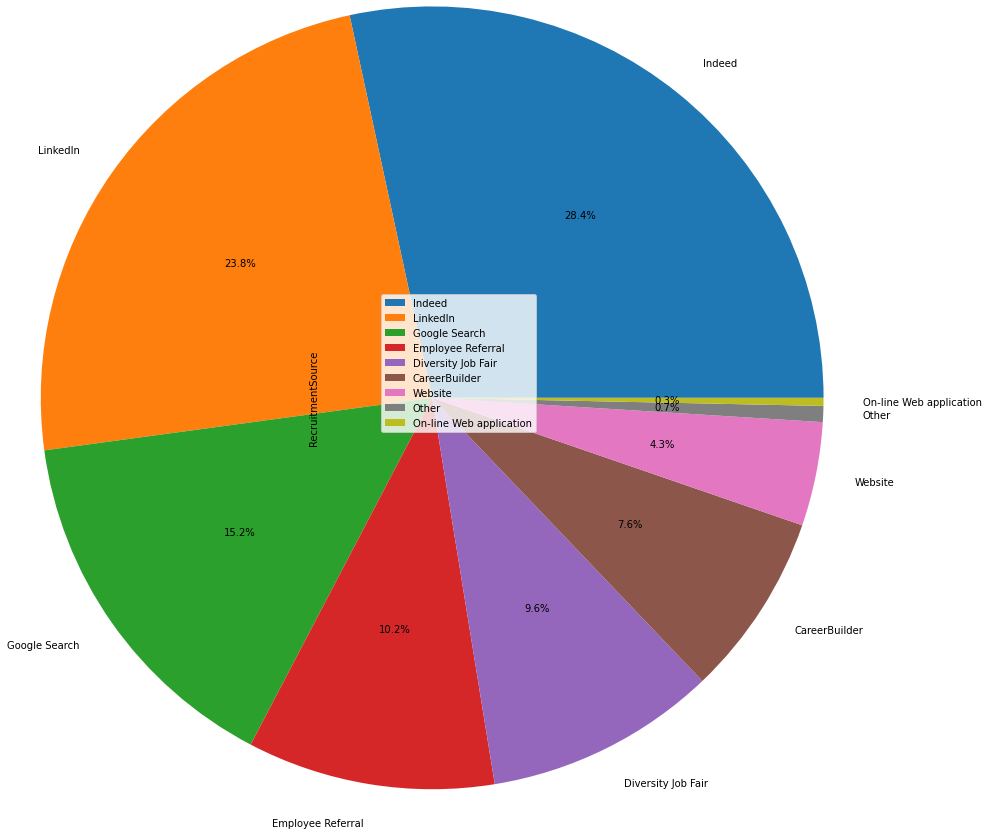 Indeed
LinkedIn
28.4%
23.8%
Indeed
LinkedIn
Google Search
Employee Referral
Diversity Job Fair
CareerBuilder
Website
Other
On-line Web application
RecruitmentSource
0.3%
On-line Web application
0.7%
Other
4.3%
Website
7.6%
15.2%
9.6%
10.2%
CareerBuilder
Google Search
Diversity Job Fair
Employee Referral